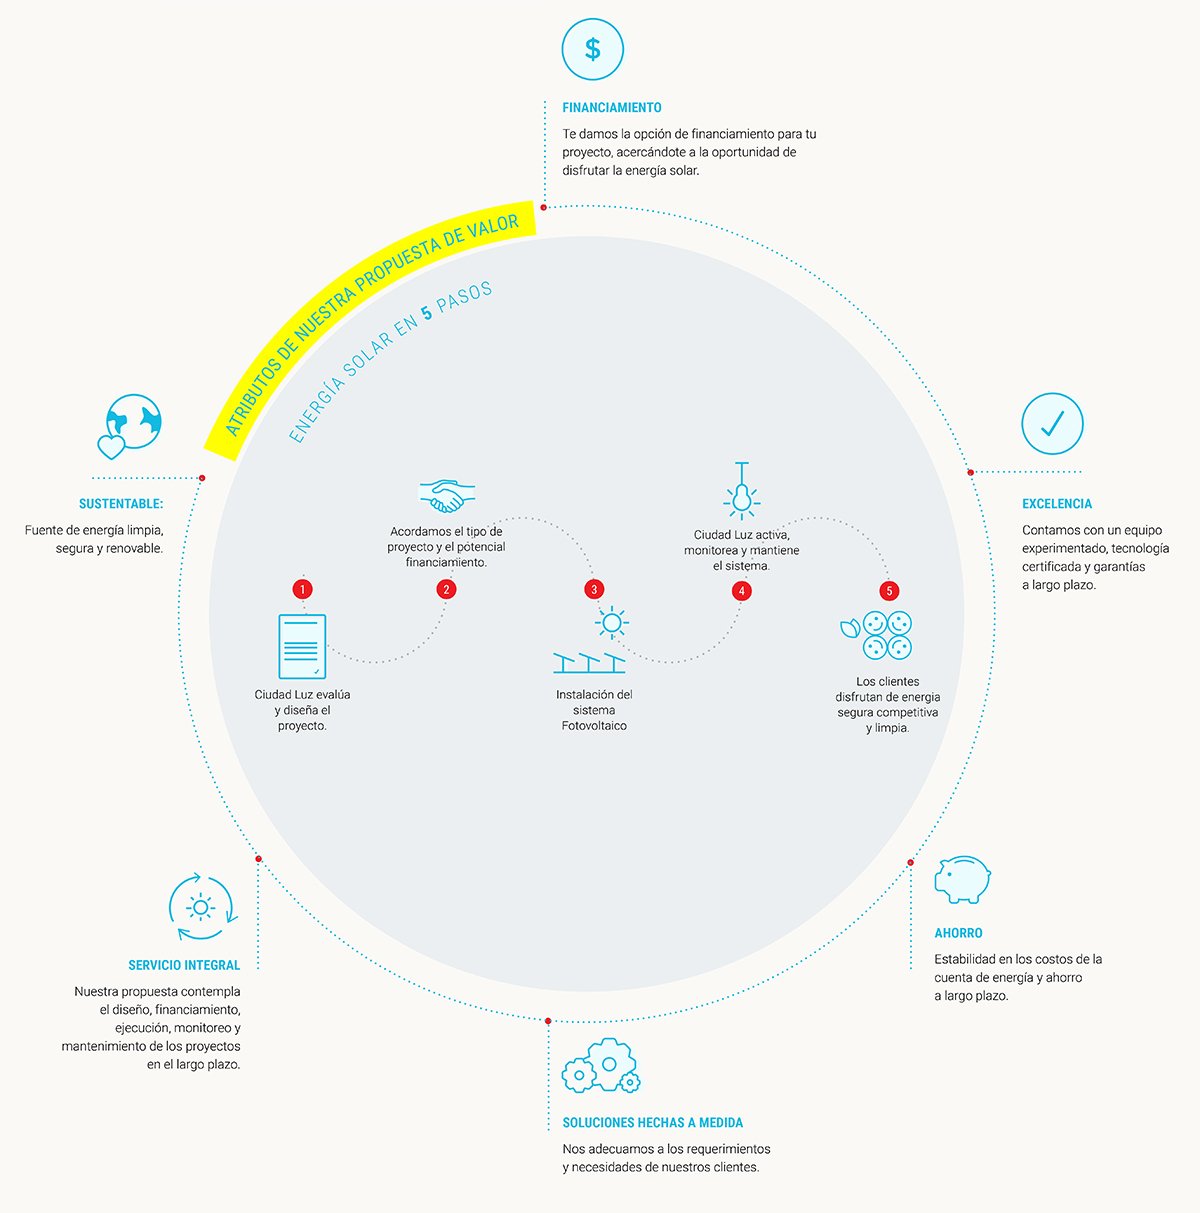 $
FINANCIAMIENTO
Te damos la opción de financiamiento para tu
proyecto, acercándote a la oportunidad de
disfrutar la energía solar.
ATRIBUTOS DE NUESTRA PROPUESTA DE VALOR
ENERGÍA SOLAR EN 5 PASOS
SUSTENTABLE:
Fuente de energía limpia,
segura y renovable.
EXCELENCIA
Contamos con un equipo
experimentado, tecnología
certificada y garantías
a largo plazo.
1
Ciudad Luz evalúa
y diseña el
proyecto.
Acordamos el tipo de
proyecto y el potencial
financiamiento.
2
3
Instalación del
sistema
Fotovoltaico
Ciudad Luz activa,
monitorea y mantiene
el sistema.
4
5
Los clientes
disfrutan de energia
segura competitiva
y limpia.
SERVICIO INTEGRAL
Nuestra propuesta contempla
el diseño, financiamiento,
ejecución, monitoreo y
mantenimiento de los proyectos
en el largo plazo.
AHORRO
Estabilidad en los costos de la
cuenta de energía y ahorro
a largo plazo.
SOLUCIONES HECHAS A MEDIDA
Nos adecuamos a los requerimientos
y necesidades de nuestros clientes.